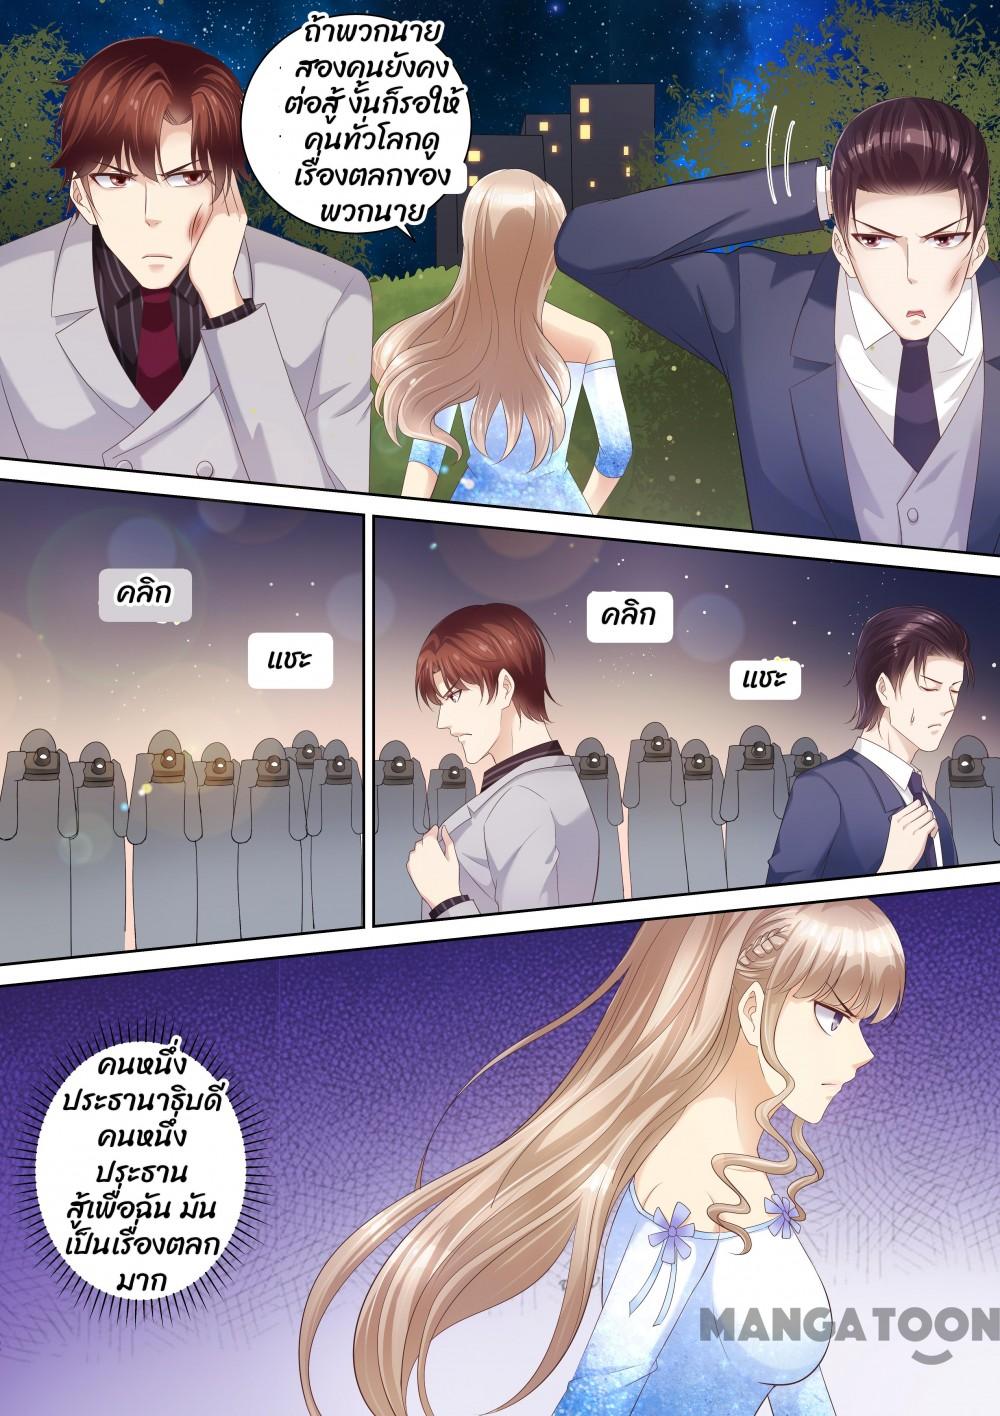 ถ้าพวกนาย
สองคนยังคง
ต่อสู้ งั้นก็รอให้
คนทั่วโลกดู
เรื่องตลกของ
พวกนาย
คลิก
แชะ
คลิก
แชะ
คนหนึ่ง
ประธานาธิบดี
คนหนึ่ง
ประธาน
สู้เพื่อฉัน มัน
เป็นเรื่องตลก
มาก
MANGATOON